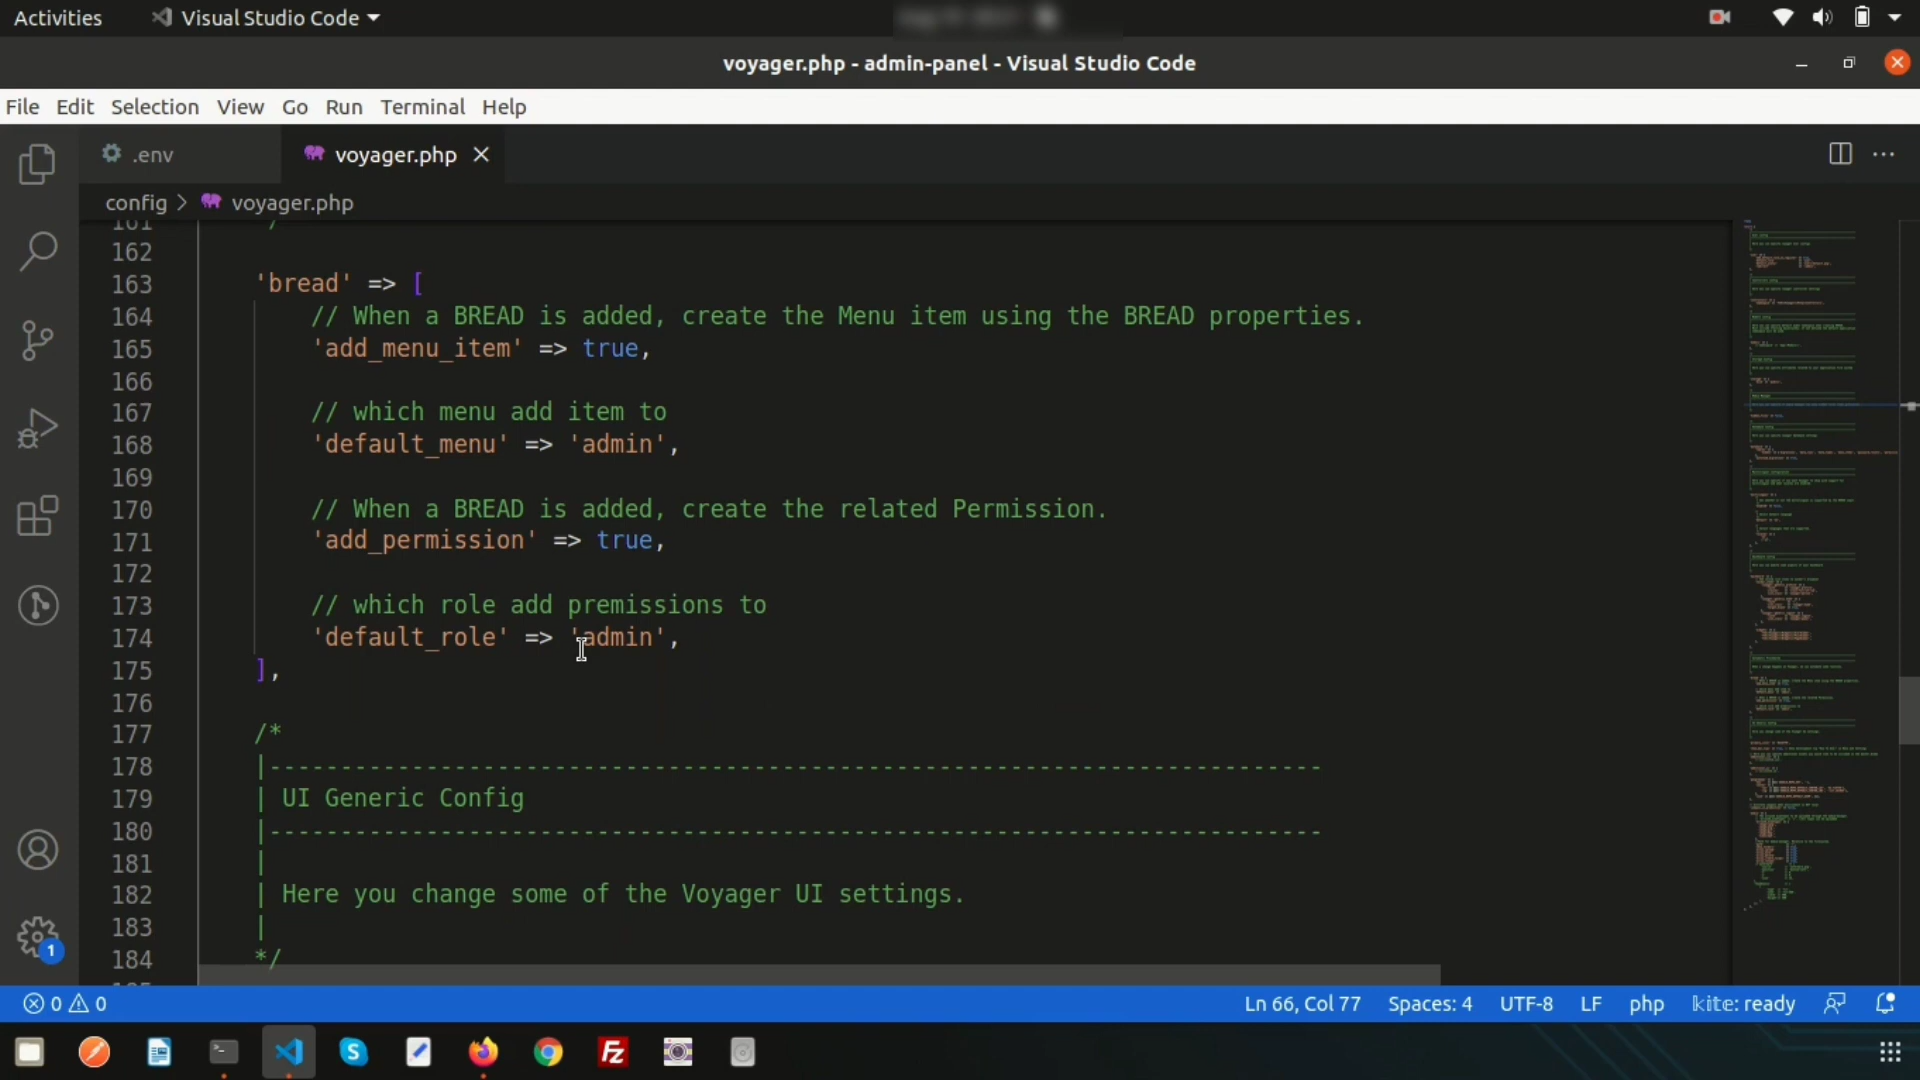 Activities
Visual Studio Code
voyager.php - admin-panel - Visual Studio Code
File Edit Selection View Go Run Terminal Help
.env
voyager.php
config > voyager.php
161 */
162
163 'bread' => [
164 // When a BREAD is added, create the Menu item using the BREAD properties.
165 'add_menu_item' => true,
166
167 // which menu add item to
168 'default_menu' => 'admin',
169
170 // When a BREAD is added, create the related Permission.
171 'add_permission' => true,
172
173 // which role add premissions to
174 'default_role' => 'admin',
175 ],
176
177 /*
178 |--------------------------------------------------------------------------
179 | UI Generic Config
180 |--------------------------------------------------------------------------
181 |
182 | Here you change some of the Voyager UI settings.
183 |
184 */
1
0 0 Ln 66, Col 77 Spaces: 4 UTF-8 LF php kite: ready